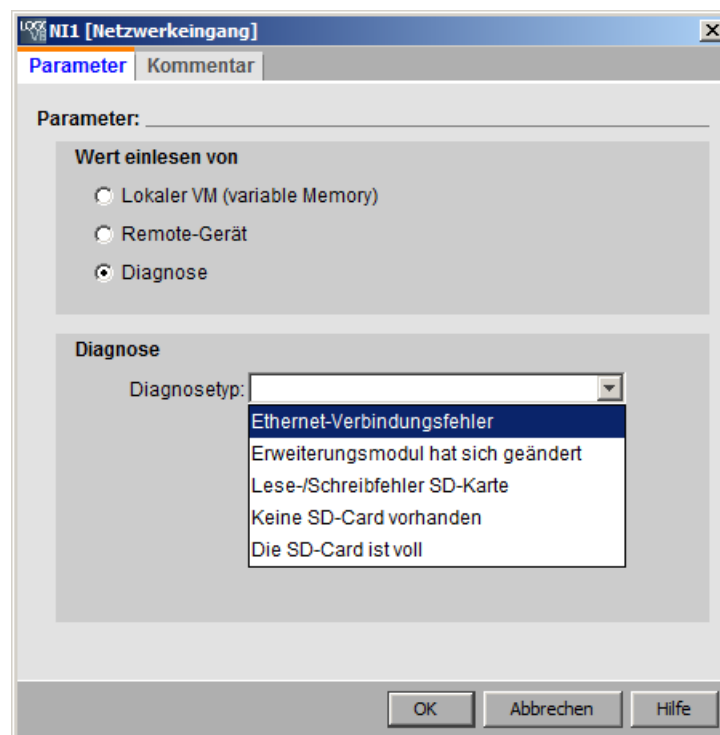 NI1 [Netzwerkeingang]
Parameter Kommentar
Parameter:
Wert einlesen von
Lokaler VM (variable Memory)
Remote-Gerät
Diagnose
Diagnose
Diagnosetyp:
Ethernet-Verbindungsfehler
Erweiterungsmodul hat sich geändert
Lese-/Schreibfehler SD-Karte
Keine SD-Card vorhanden
Die SD-Card ist voll
OK Abbrechen Hilfe